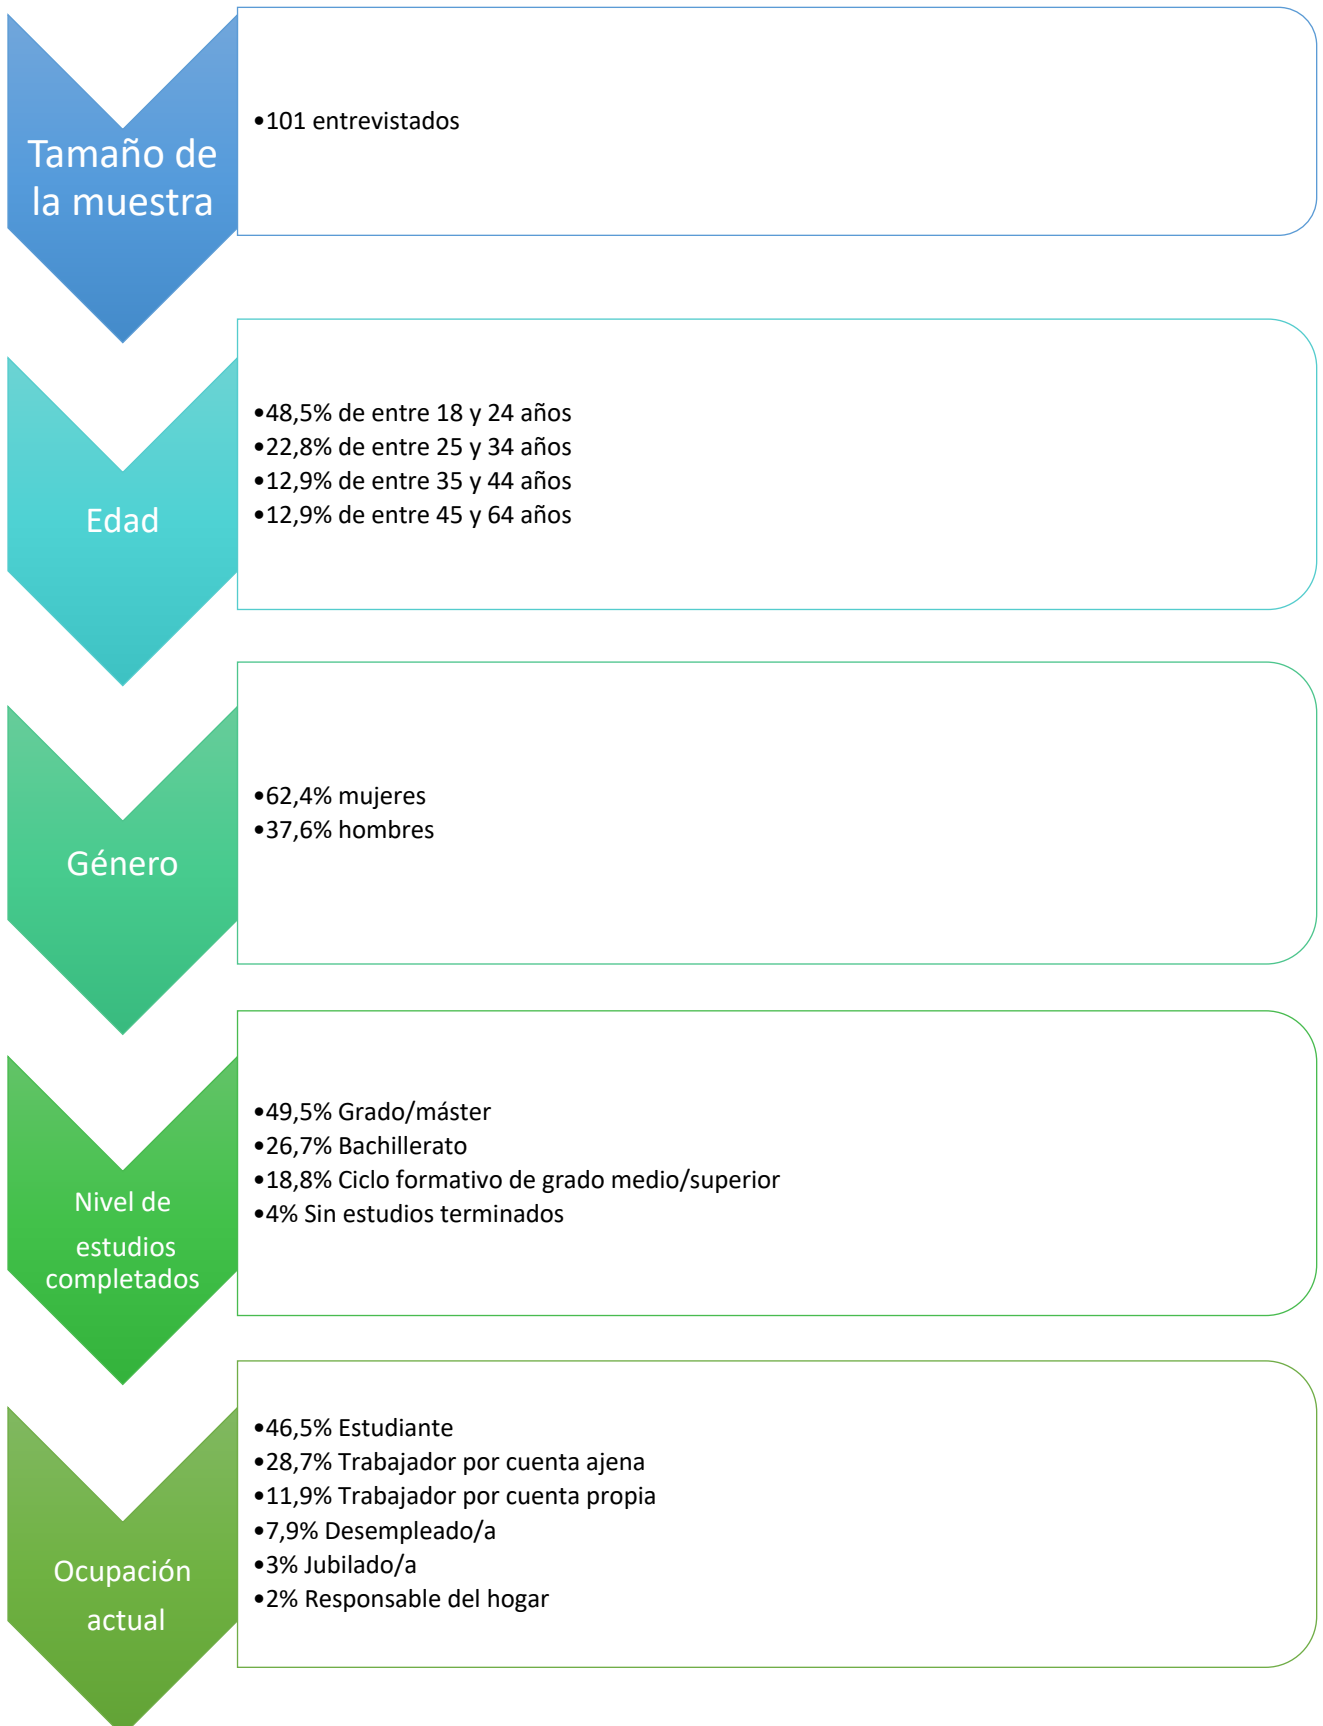 Tamaño de
la muestra
•101 entrevistados
Edad
•48,5% de entre 18 y 24 años
•22,8% de entre 25 y 34 años
•12,9% de entre 35 y 44 años
•12,9% de entre 45 y 64 años
Género
•62,4% mujeres
•37,6% hombres
Nivel de
estudios
completados
•49,5% Grado/máster
•26,7% Bachillerato
•18,8% Ciclo formativo de grado medio/superior
•4% Sin estudios terminados
Ocupación
actual
•46,5% Estudiante
•28,7% Trabajador por cuenta ajena
•11,9% Trabajador por cuenta propia
•7,9% Desempleado/a
•3% Jubilado/a
•2% Responsable del hogar